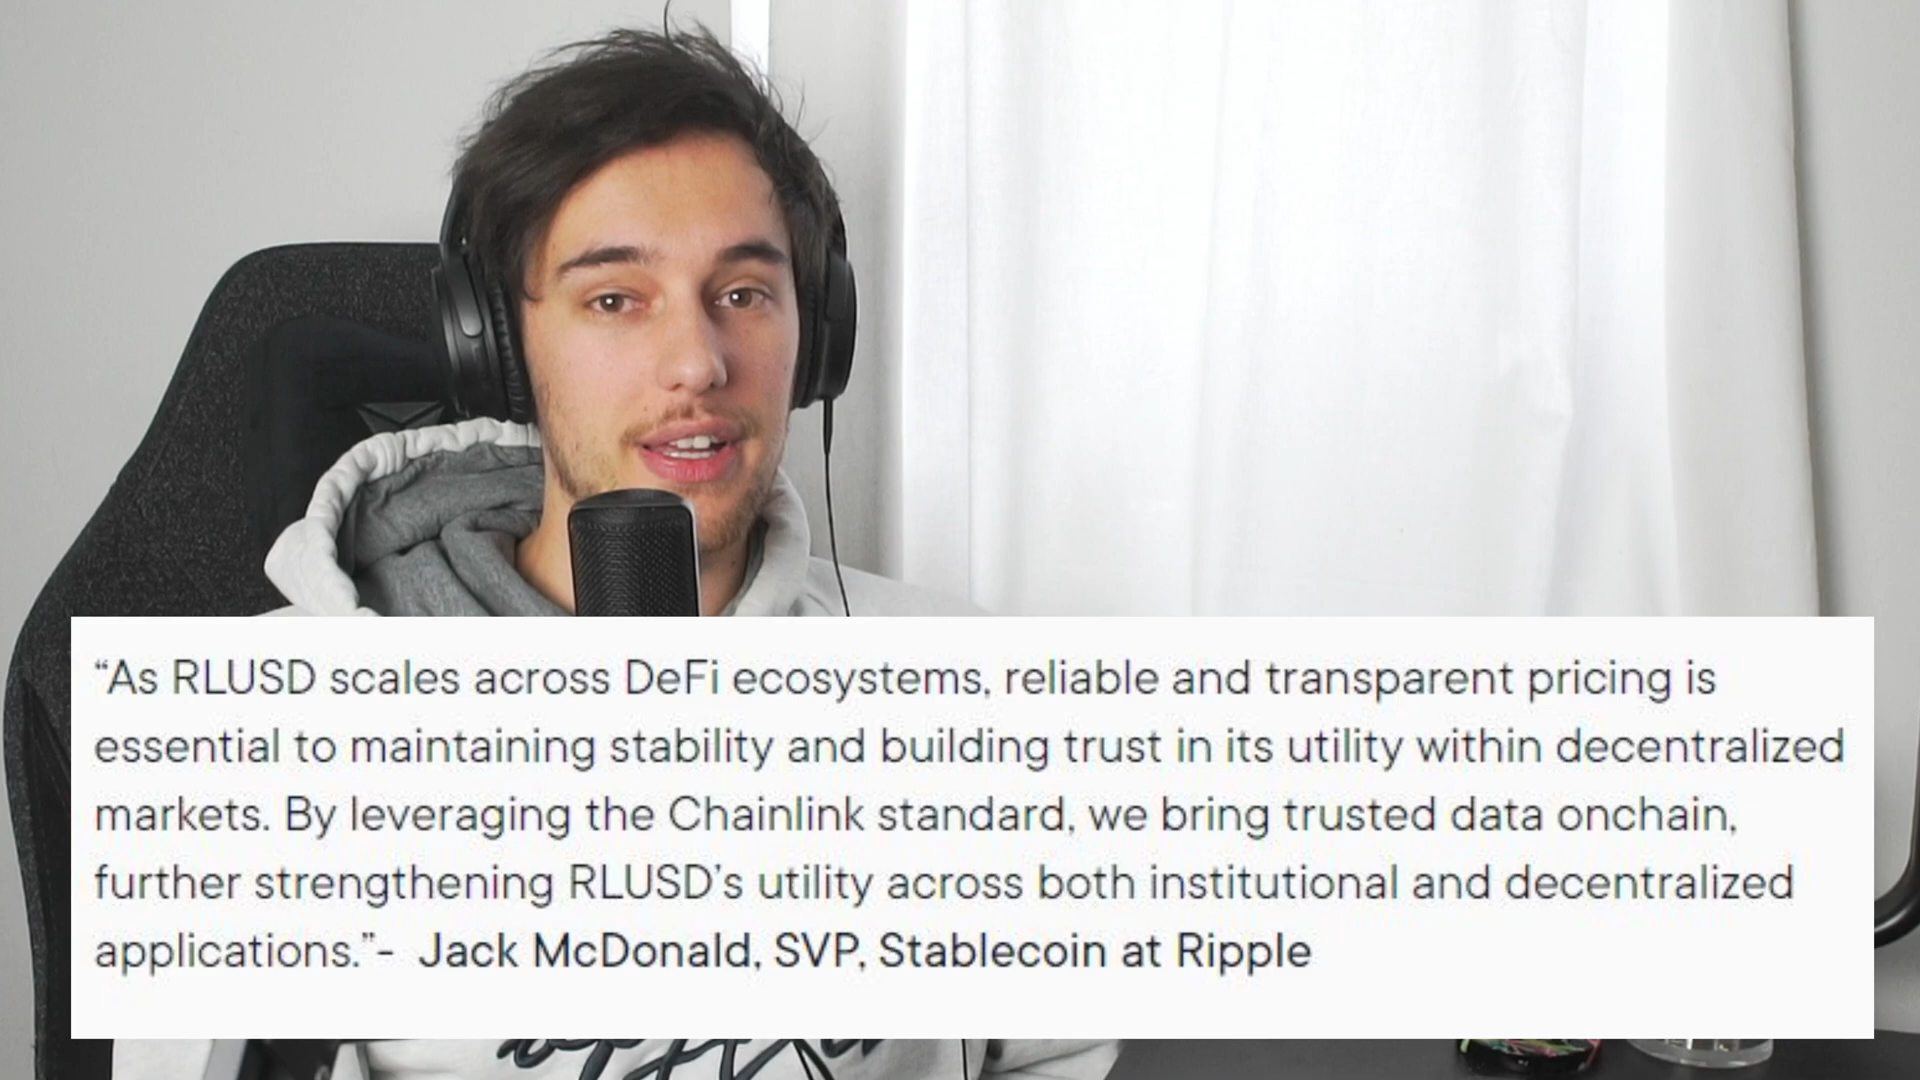 “As RLUSD scales across DeFi ecosystems, reliable and transparent pricing is
essential to maintaining stability and building trust in its utility within decentralized
markets. By leveraging the Chainlink standard, we bring trusted data onchain,
further strengthening RLUSD’s utility across both institutional and decentralized
applications.”- Jack McDonald, SVP, Stablecoin at Ripple